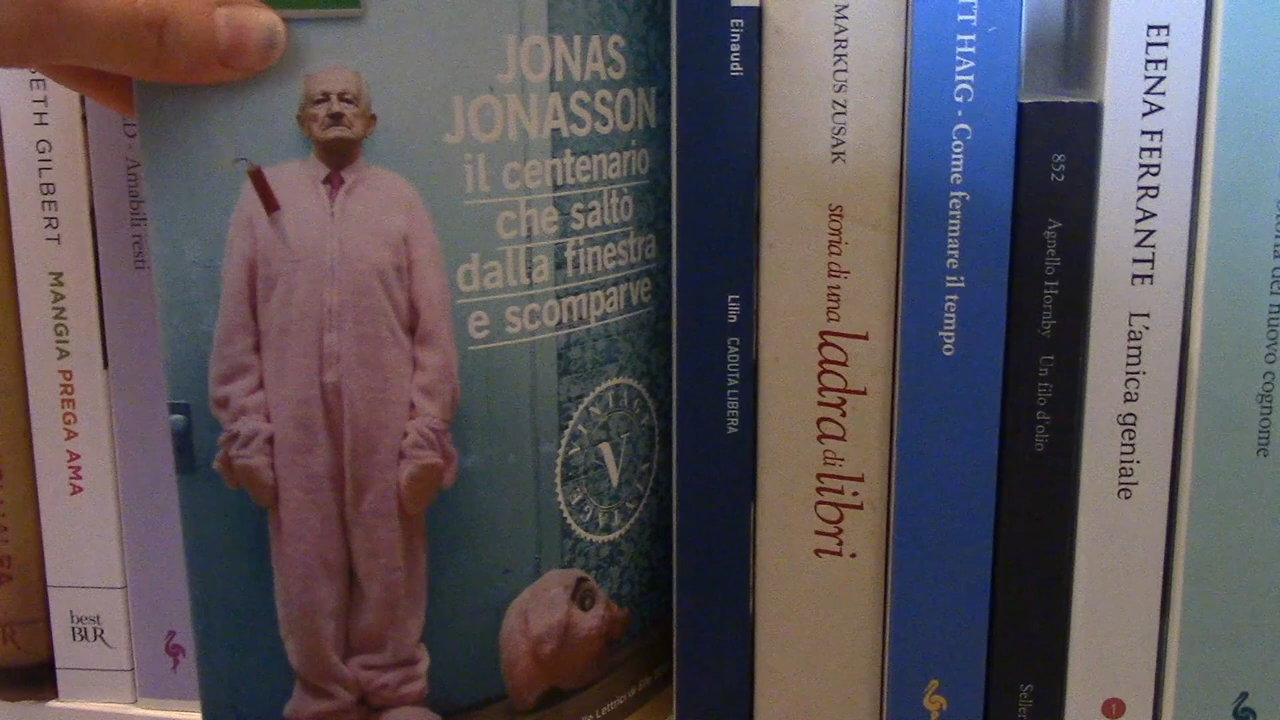 ETH GILBERT MANGIA PREGA AMA
best
BUR
D - Amabili resti
JONAS
JONASSON
il centenario
che saltò
dalla finestra
e scomparve
VINTAGE
V
Einaudi
Lilin CADUTA LIBERA
MARKUS ZUSAK storia di una ladra di libri
TT HAIG - Come fermare il tempo
852 Agnello Hornby Un filo d'olio
Seller
ELENA FERRANTE L'amica geniale
nuovo cognome